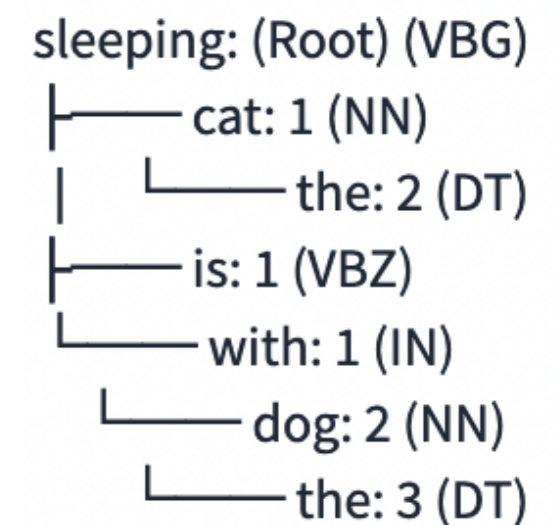 sleeping: (Root) (VBG)
cat: 1 (NN)
the: 2 (DT)
is: 1 (VBZ)
with: 1 (IN)
dog: 2 (NN)
the: 3 (DT)